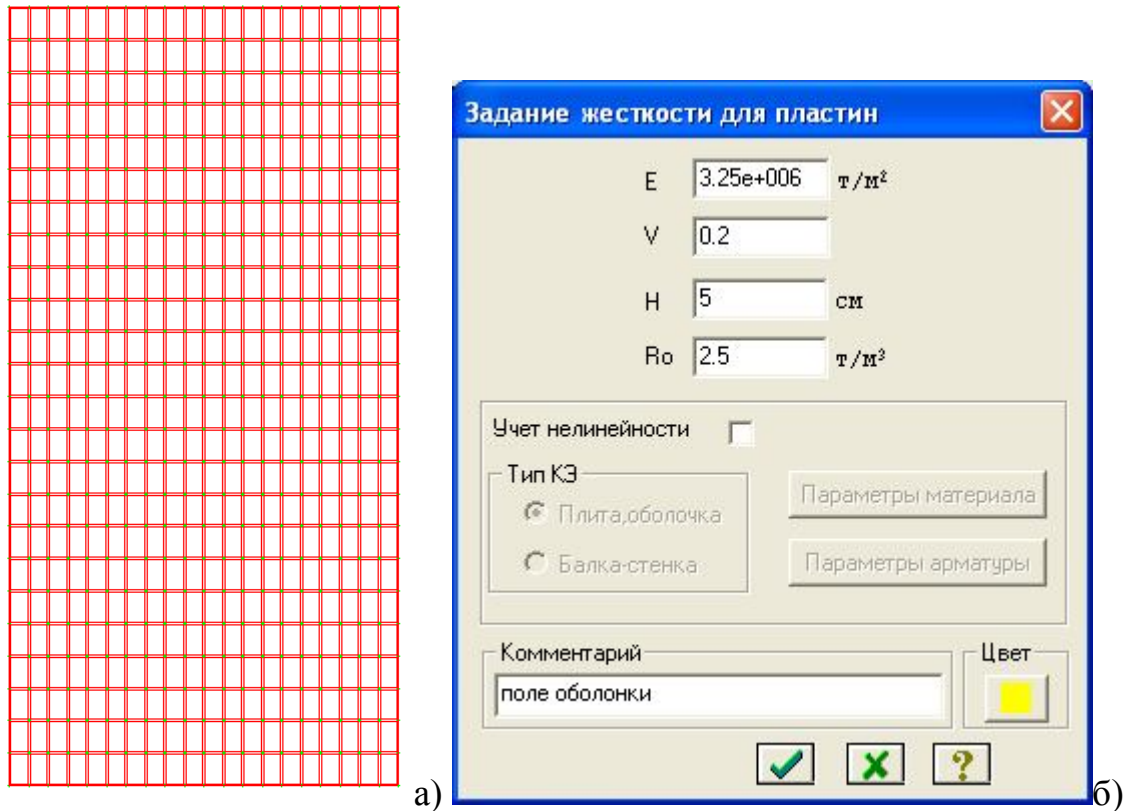 Задание жесткости для пластин
E 3.25e+006 т/м²
V 0.2
H 5 см
Ro 2.5 т/м³
Учет нелинейности
Тип КЭ
Плита,оболочка
Балка-стенка
Параметры материала
Параметры арматуры
Комментарий
поле оболонки
Цвет
?
а)
б)